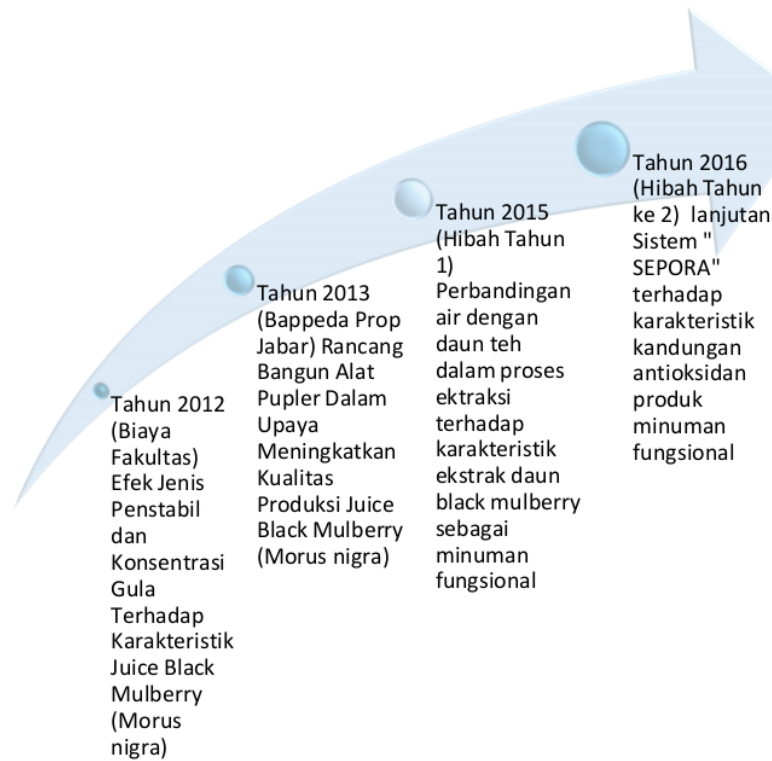 Tahun 2012
(Biaya
Fakultas)
Efek Jenis
Penstabil
dan
Konsentrasi
Gula
Terhadap
Karakteristik
Juice Black
Mulberry
(Morus
nigra)
Tahun 2013
(Bappeda Prop
Jabar) Rancang
Bangun Alat
Pupler Dalam
Upaya
Meningkatkan
Kualitas
Produksi Juice
Black Mulberry
(Morus nigra)
Tahun 2015
(Hibah Tahun
1)
Perbandingan
air dengan
daun teh
dalam proses
ektraksi
terhadap
karakteristik
ekstrak daun
black mulberry
sebagai
minuman
fungsional
Tahun 2016
(Hibah Tahun
ke 2)  lanjutan
Sistem "
SEPORA"
terhadap
karakteristik
kandungan
antioksidan
produk
minuman
fungsional